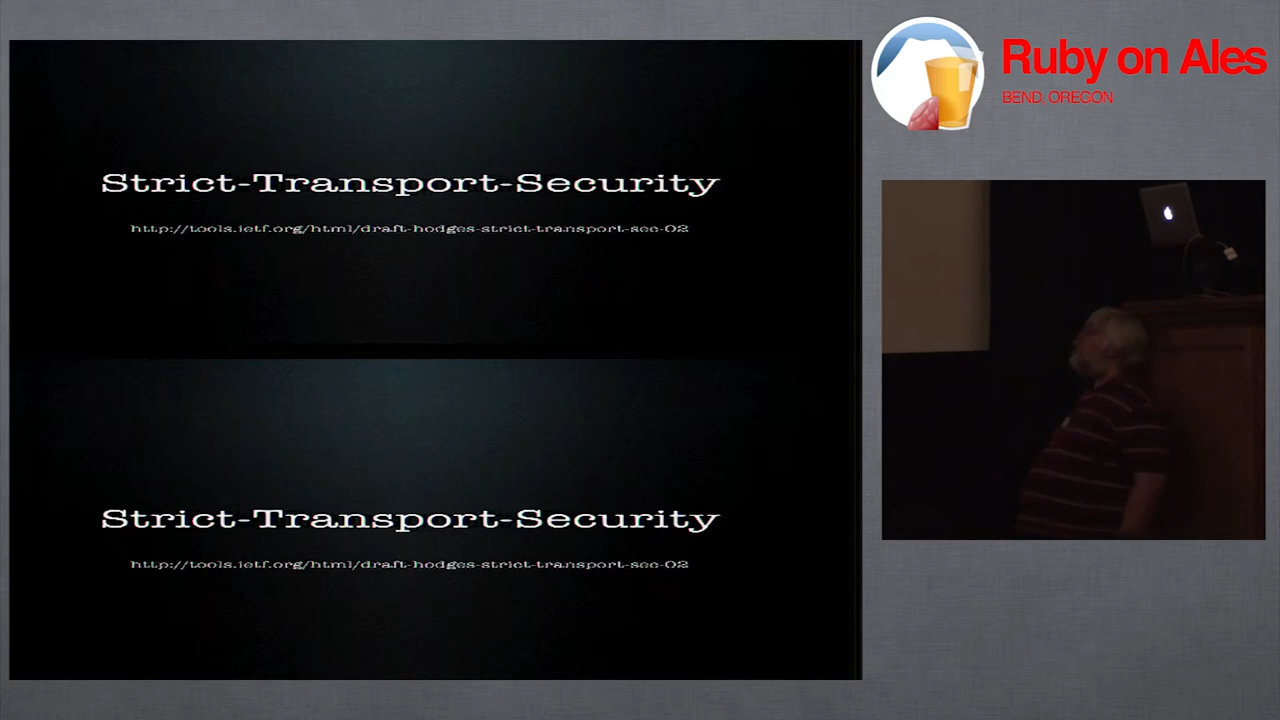 Strict-Transport-Security
http://tools.ietf.org/html/draft-hodges-strict-transport-sec-02
Strict-Transport-Security
http://tools.ietf.org/html/draft-hodges-strict-transport-sec-02
Ruby on Ales
BEND, OREGON